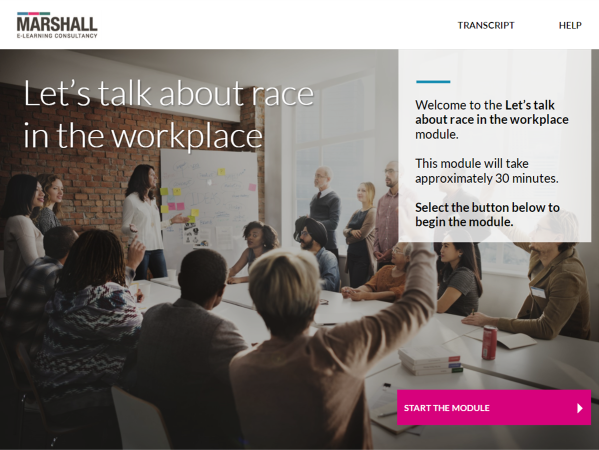 MARSHALL
E-LEARNING CONSULTANCY
TRANSCRIPT
HELP
Let's talk about race
in the workplace
Welcome to the Let's talk
about race in the workplace
module.
This module will take
approximately 30 minutes.
Select the button below to
begin the module.
START THE MODULE